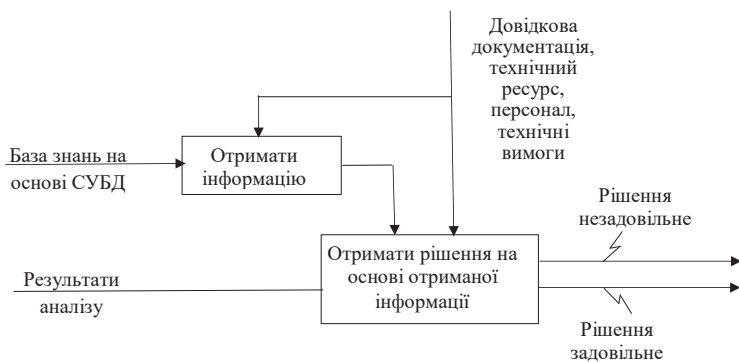 Довідкова
документація,
технічний
ресурс,
персонал,
технічні
вимоги
База знань на
основі СУБД
Отримати
інформацію
Рішення
незадовільне
Отримати рішення на
основі отриманої
інформації
Результати
аналізу
Рішення
задовільне